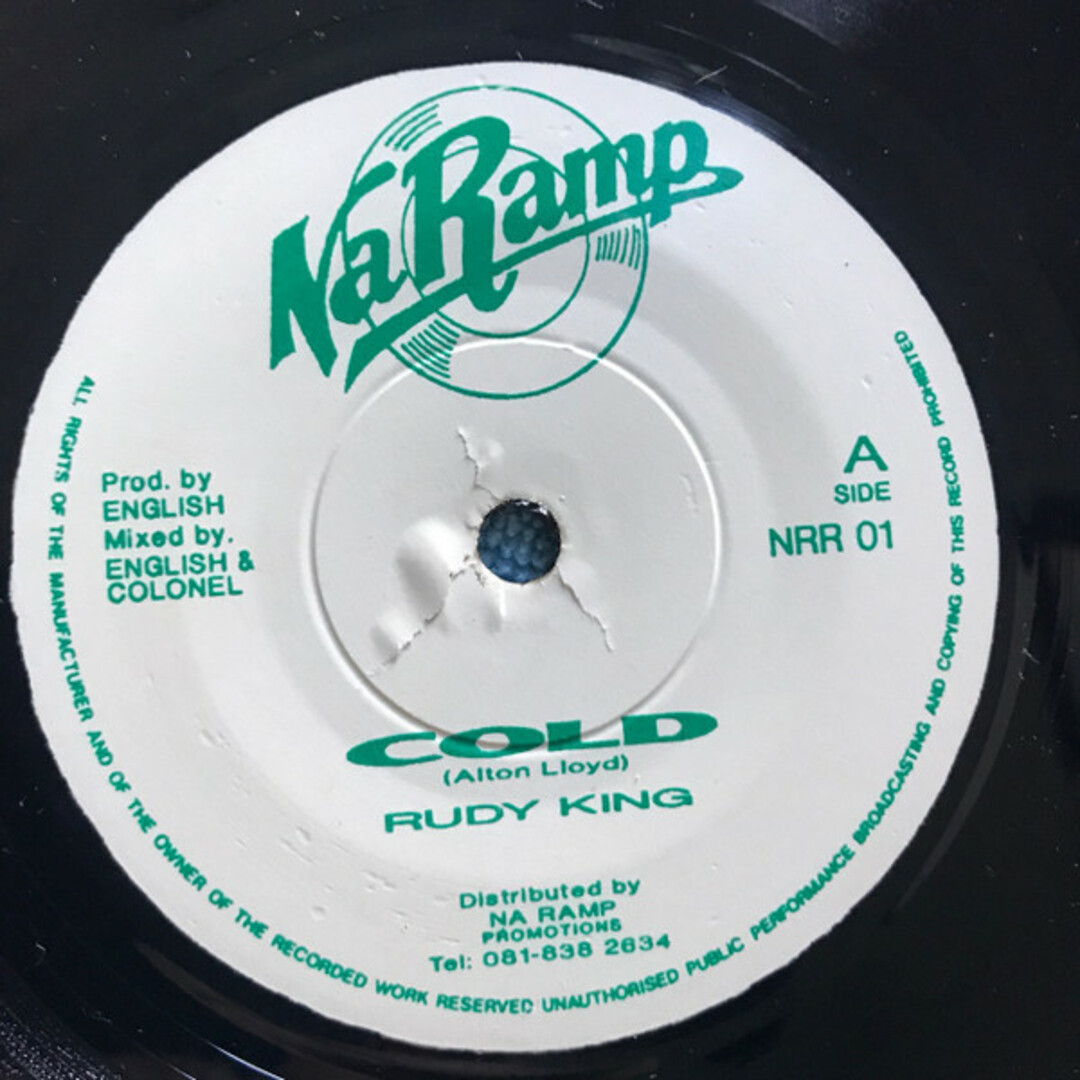 Na Ramp
A
SIDE
NRR 01
Prod. by
ENGLISH
Mixed by.
ENGLISH &
COLONEL
COLD
(Alton Lloyd)
RUDY KING
Distributed by
NA RAMP
PROMOTIONS
Tel: 081-838 2634
ALL RIGHTS OF THE MANUFACTURER AND OF THE OWNER OF THE RECORDED WORK RESERVED UNAUTHORISED PUBLIC PERFORMANCE BROADCASTING AND COPYING OF THIS RECORD PROHIBITED